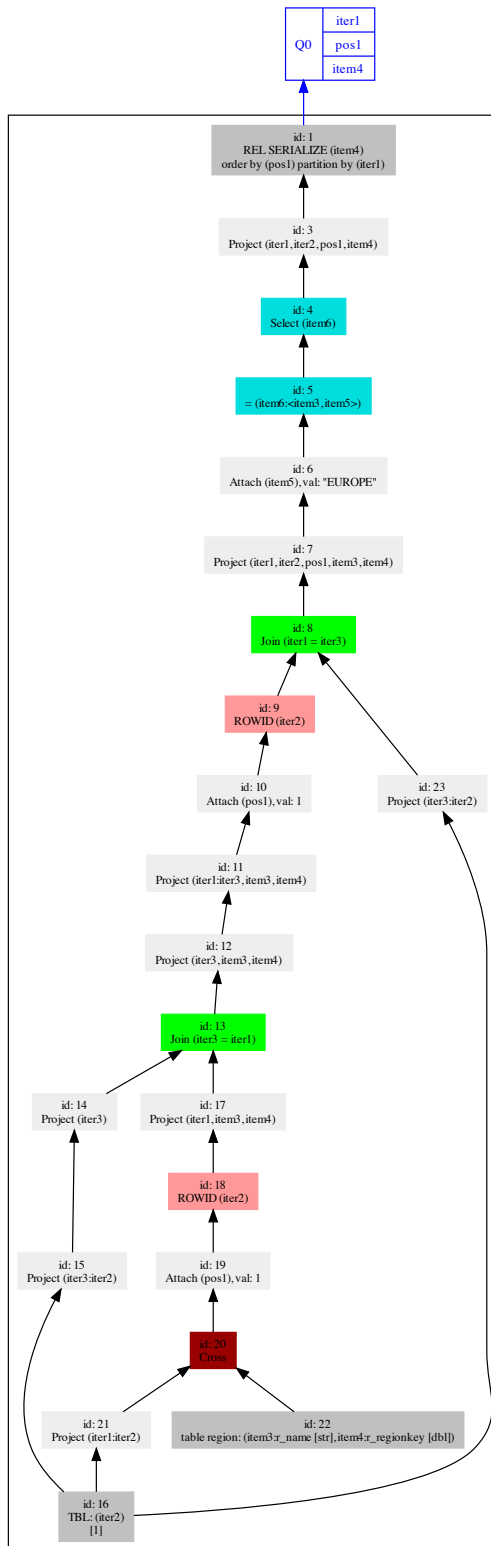 Q0
iter1
pos1
item4
id: 1
REL SERIALIZE (item4)
order by (pos1) partition by (iter1)
id: 3
Project (iter1,iter2,pos1,item4)
id: 4
Select (item6)
id: 5
= (item6:<item3,item5>)
id: 6
Attach (item5), val: "EUROPE"
id: 7
Project (iter1,iter2,pos1,item3,item4)
id: 8
Join (iter1 = iter3)
id: 9
ROWID (iter2)
id: 10
Attach (pos1), val: 1
id: 23
Project (iter3:iter2)
id: 11
Project (iter1:iter3,item3,item4)
id: 12
Project (iter3,item3,item4)
id: 13
Join (iter3 = iter1)
id: 14
Project (iter3)
id: 17
Project (iter1,item3,item4)
id: 18
ROWID (iter2)
id: 15
Project (iter3:iter2)
id: 19
Attach (pos1), val: 1
id: 20
Cross
id: 21
Project (iter1:iter2)
id: 22
table region: (item3:r_name [str],item4:r_regionkey [dbl])
id: 16
TBL: (iter2)
[1]